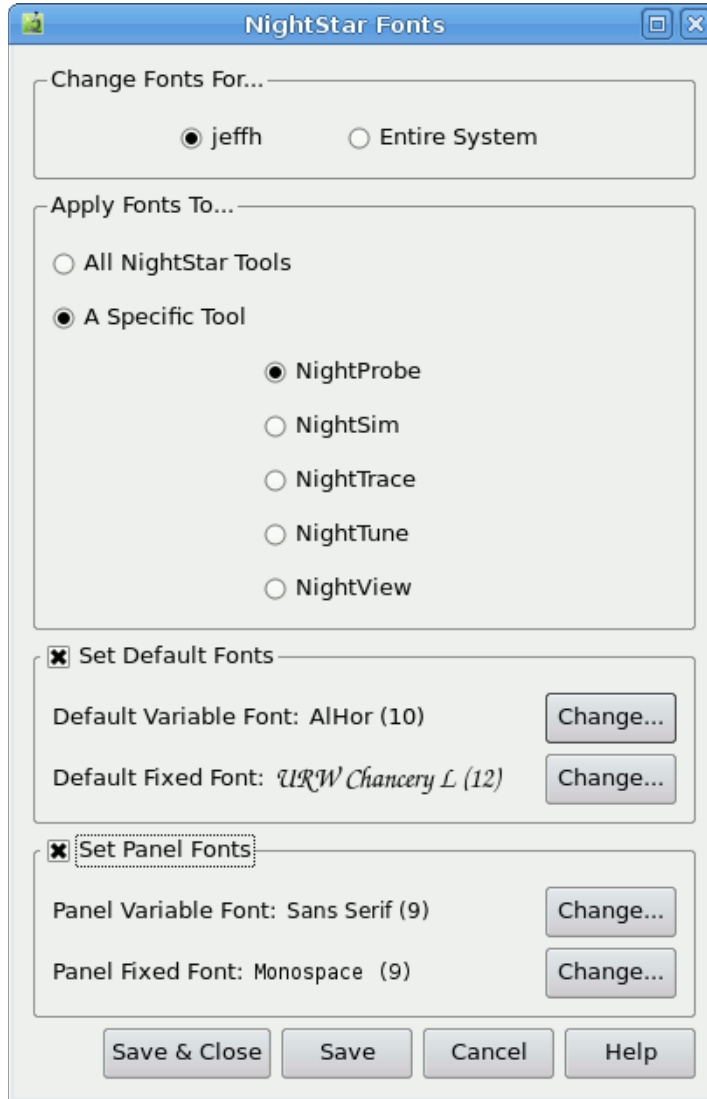 NightStar Fonts
Change Fonts For...
jeffh Entire System
Apply Fonts To...
All NightStar Tools
A Specific Tool
NightProbe
NightSim
NightTrace
NightTune
NightView
Set Default Fonts
Default Variable Font: AlHor (10) Change...
Default Fixed Font: URW Chancery L (12) Change...
Set Panel Fonts
Panel Variable Font: Sans Serif (9) Change...
Panel Fixed Font: Monospace (9) Change...
Save & Close Save Cancel Help